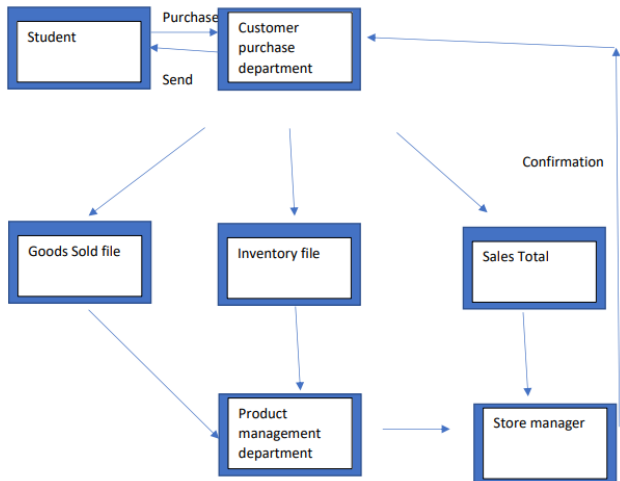 Purchase
Student
Customer
purchase
department
Send
Confirmation
Goods Sold file
Inventory file
Sales Total
Product
management
department
Store manager